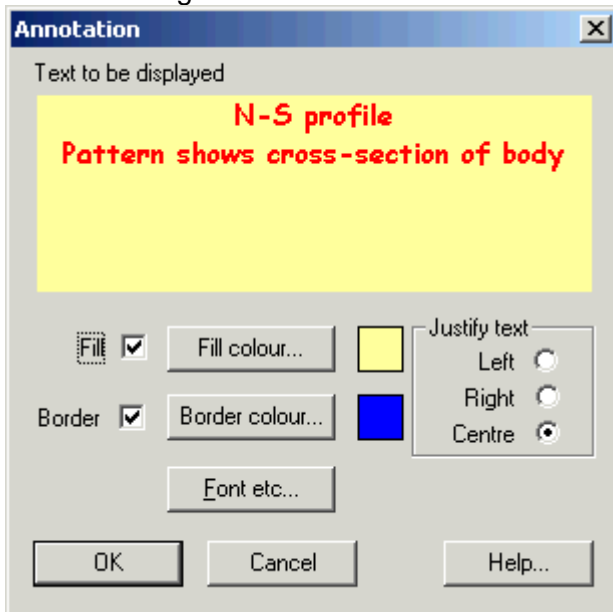 Annotation
Text to be displayed
N-S profile
Pattern shows cross-section of body
Fill
Fill colour...
Justify text
Left
Right
Centre
Border
Border colour...
Font etc...
OK
Cancel
Help...